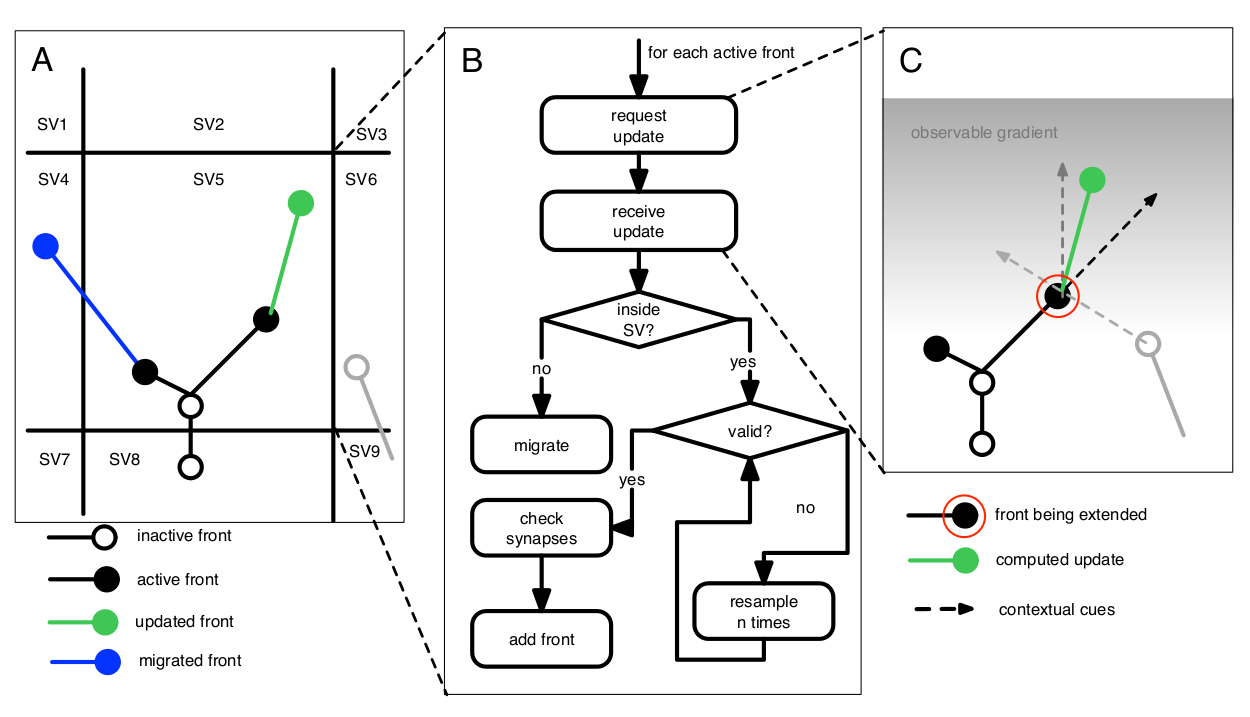 A
SV1
SV2
SV3
SV4
SV5
SV6
SV7
SV8
SV9
inactive front
active front
updated front
migrated front
B
for each active front
request
update
receive
update
inside
SV?
no
yes
migrate
valid?
yes
no
check
synapses
resample
n times
add front
C
observable gradient
front being extended
computed update
contextual cues